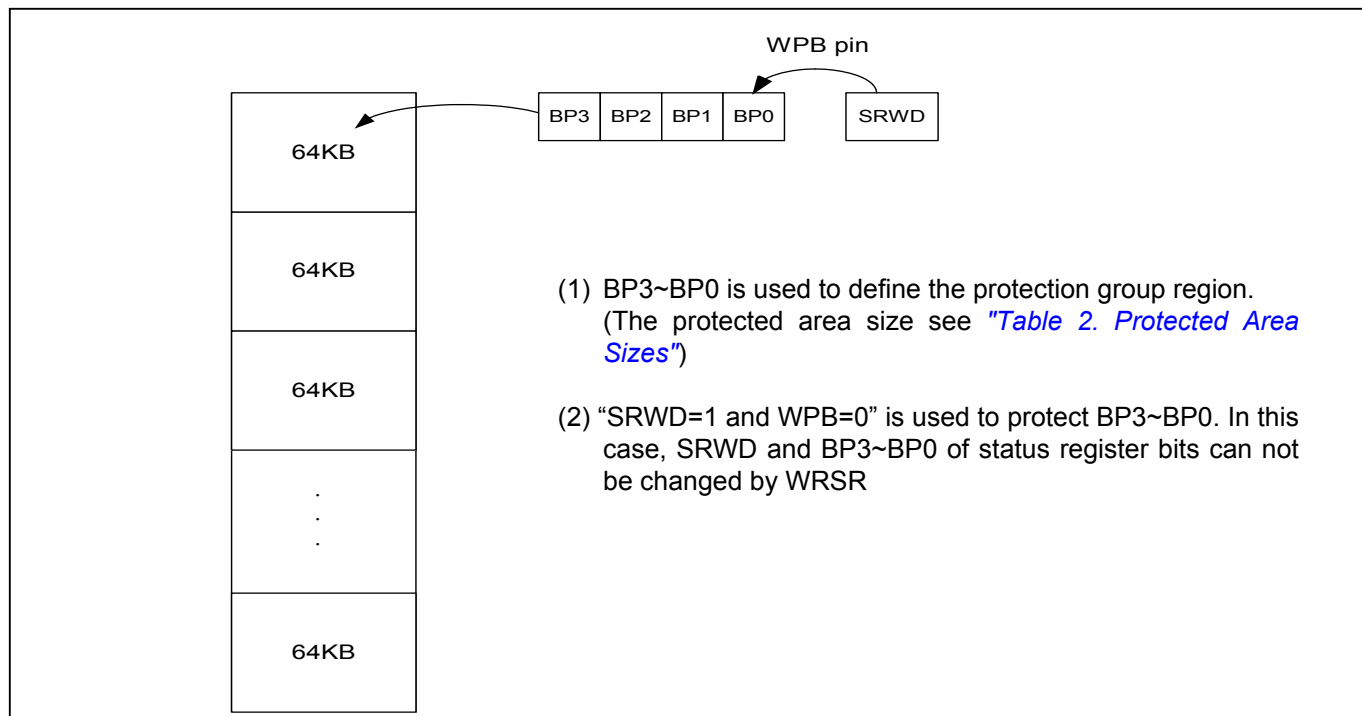 WPB pin
BP3 BP2 BP1 BP0 SRWD
64KB
64KB
64KB
.
.
.
64KB
(1) BP3~BP0 is used to define the protection group region.
(The protected area size see "Table 2. Protected Area
Sizes")
(2) “SRWD=1 and WPB=0” is used to protect BP3~BP0. In this
case, SRWD and BP3~BP0 of status register bits can not
be changed by WRSR